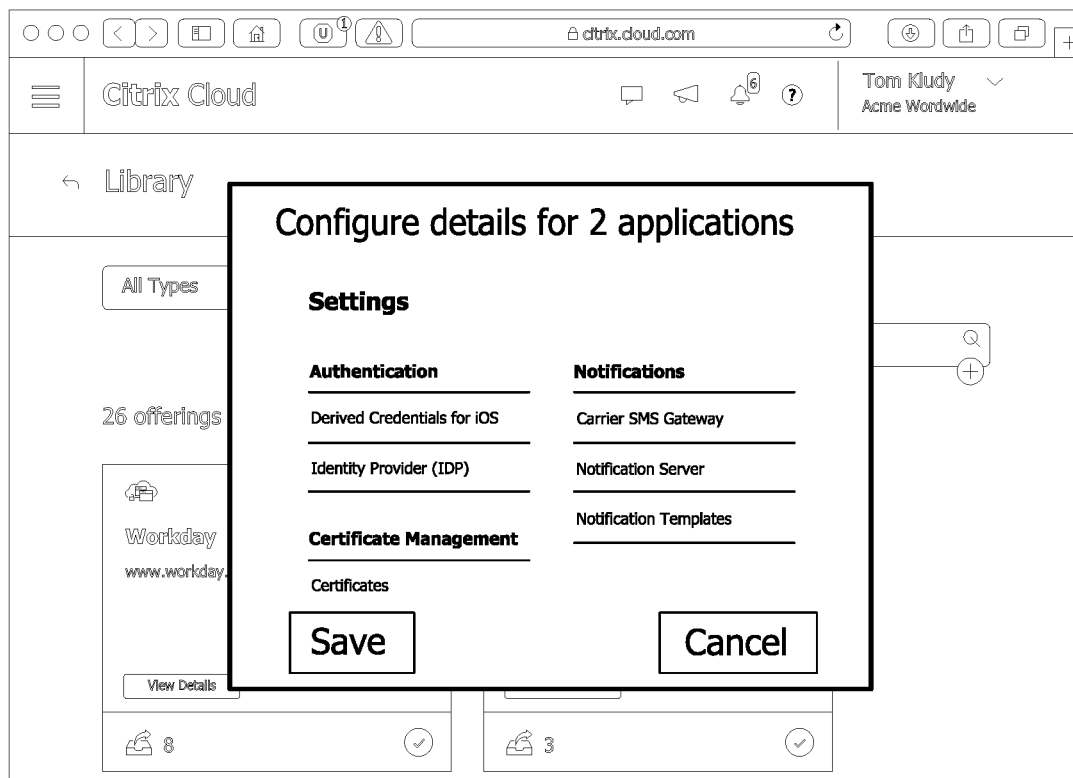 U
1
citrix.cloud.com
Citrix Cloud
6
?
Tom Kludy
Acme Wordwide
Library
Configure details for 2 applications
All Types
Settings
Authentication
Derived Credentials for iOS
Identity Provider (IDP)
Certificate Management
Certificates
Notifications
Carrier SMS Gateway
Notification Server
Notification Templates
Save
Cancel
26 offerings
Workday
www.workday.
View Details
8
3